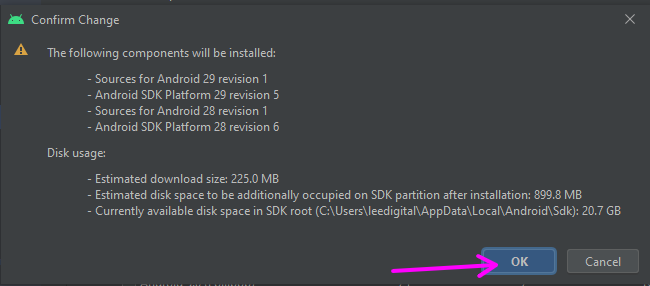 Confirm Change
The following components will be installed:
- Sources for Android 29 revision 1
- Android SDK Platform 29 revision 5
- Sources for Android 28 revision 1
- Android SDK Platform 28 revision 6
Disk usage:
- Estimated download size: 225.0 MB
- Estimated disk space to be additionally occupied on SDK partition after installation: 899.8 MB
- Currently available disk space in SDK root (C:\Users\leedigital\AppData\Local\Android\Sdk): 20.7 GB
OK
Cancel